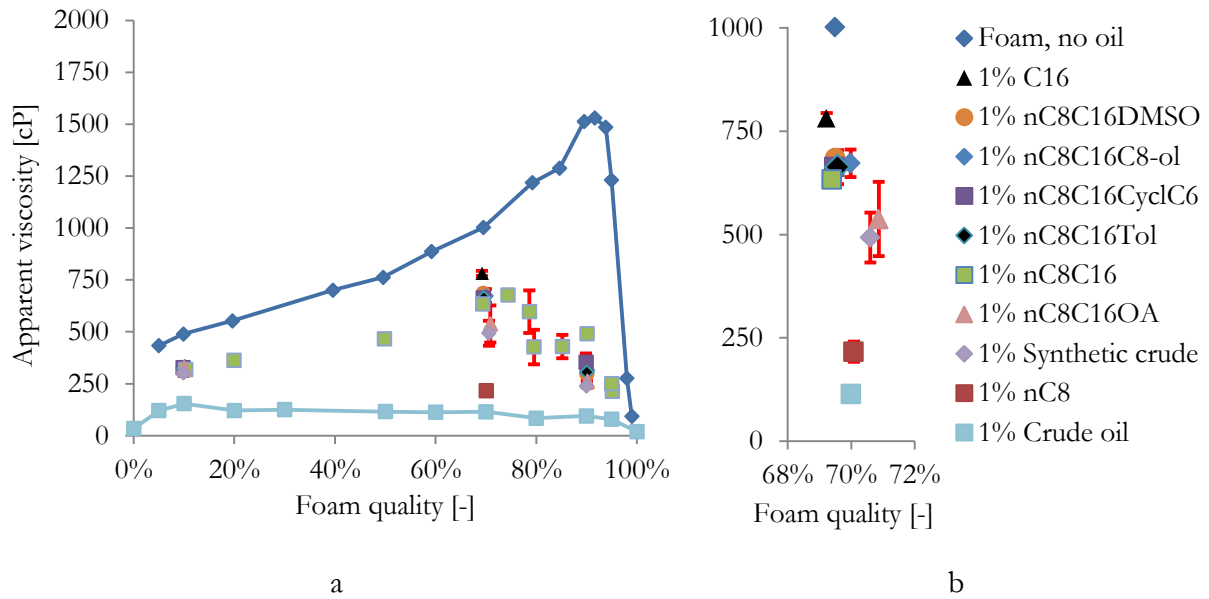 2000
1750
1500
1250
1000
750
500
250
0
Apparent viscosity [cP]
0% 20% 40% 60% 80% 100%
Foam quality [-]
a
1000
750
500
250
0
68% 70% 72%
Foam quality [-]
b
Foam, no oil
1% C16
1% nC8C16DMSO
1% nC8C16C8-ol
1% nC8C16CyclC6
1% nC8C16Tol
1% nC8C16
1% nC8C16OA
1% Synthetic crude
1% nC8
1% Crude oil